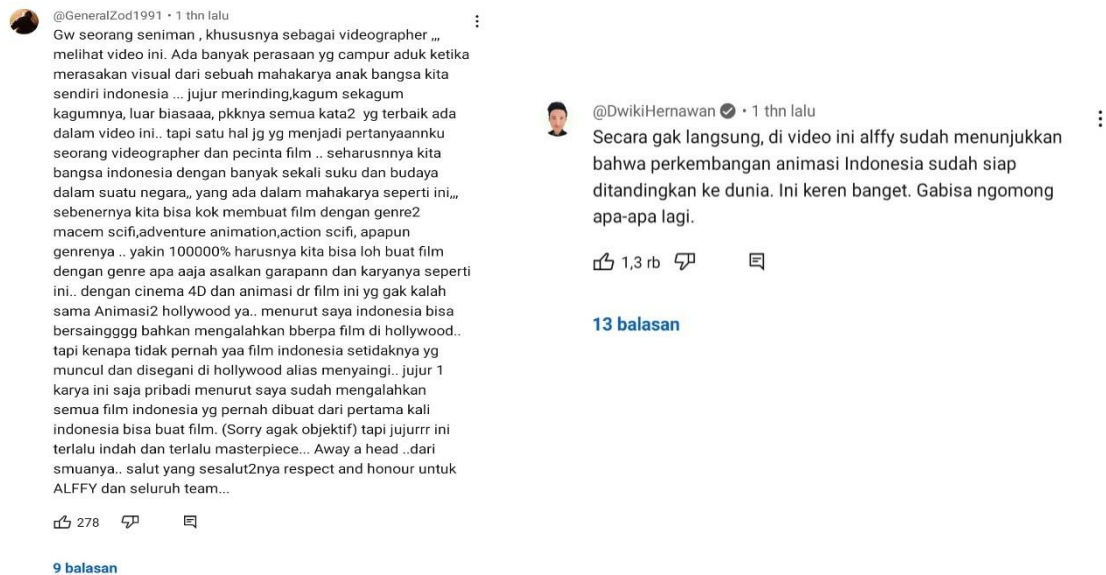 @GeneralZod1991 • 1 thn lalu
Gw seorang seniman , khususnya sebagai videographer ,,,
melihat video ini. Ada banyak perasaan yg campur aduk ketika
merasakan visual dari sebuah mahakarya anak bangsa kita
sendiri indonesia ... jujur merinding,kagum sekagum
kagumnya, luar biasaaa, pkknya semua kata2 yg terbaik ada
dalam video ini.. tapi satu hal jg yg menjadi pertanyaannku
seorang videographer dan pecinta film .. seharusnnya kita
bangsa indonesia dengan banyak sekali suku dan budaya
dalam suatu negara,, yang ada dalam mahakarya seperti ini,,,
sebenernya kita bisa kok membuat film dengan genre2
macem scifi,adventure animation,action scifi, apapun
genrenya .. yakin 100000% harusnya kita bisa loh buat film
dengan genre apa aaja asalkan garapann dan karyanya seperti
ini.. dengan cinema 4D dan animasi dr film ini yg gak kalah
sama Animasi2 hollywood ya.. menurut saya indonesia bisa
bersaingggg bahkan mengalahkan bberpa film di hollywood..
tapi kenapa tidak pernah yaa film indonesia setidaknya yg
muncul dan disegani di hollywood alias menyaingi.. jujur 1
karya ini saja pribadi menurut saya sudah mengalahkan
semua film indonesia yg pernah dibuat dari pertama kali
indonesia bisa buat film. (Sorry agak objektif) tapi jujurrr ini
terlalu indah dan terlalu masterpiece... Away a head ..dari
smuanya.. salut yang sesalut2nya respect and honour untuk
ALFFY dan seluruh team...
278
9 balasan
@DwikiHernawan • 1 thn lalu
Secara gak langsung, di video ini alffy sudah menunjukkan
bahwa perkembangan animasi Indonesia sudah siap
ditandingkan ke dunia. Ini keren banget. Gabisa ngomong
apa-apa lagi.
1,3 rb
13 balasan